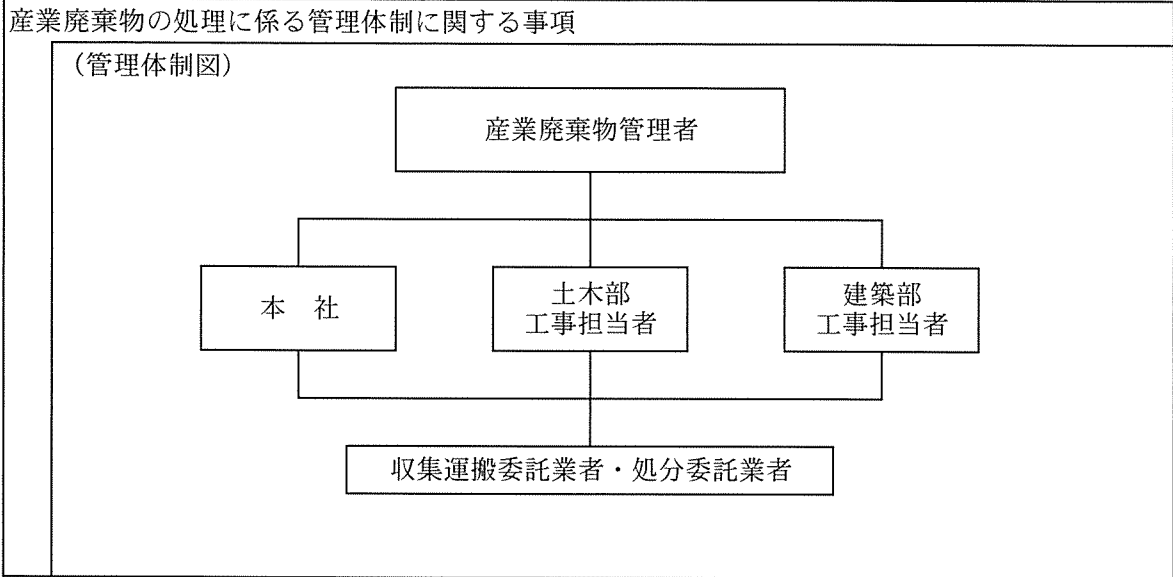 産業廃棄物の処理に係る管理体制に関する事項
（管理体制図）
産業廃棄物管理者
本　社
土木部
工事担当者
建築部
工事担当者
収集運搬委託業者・処分委託業者